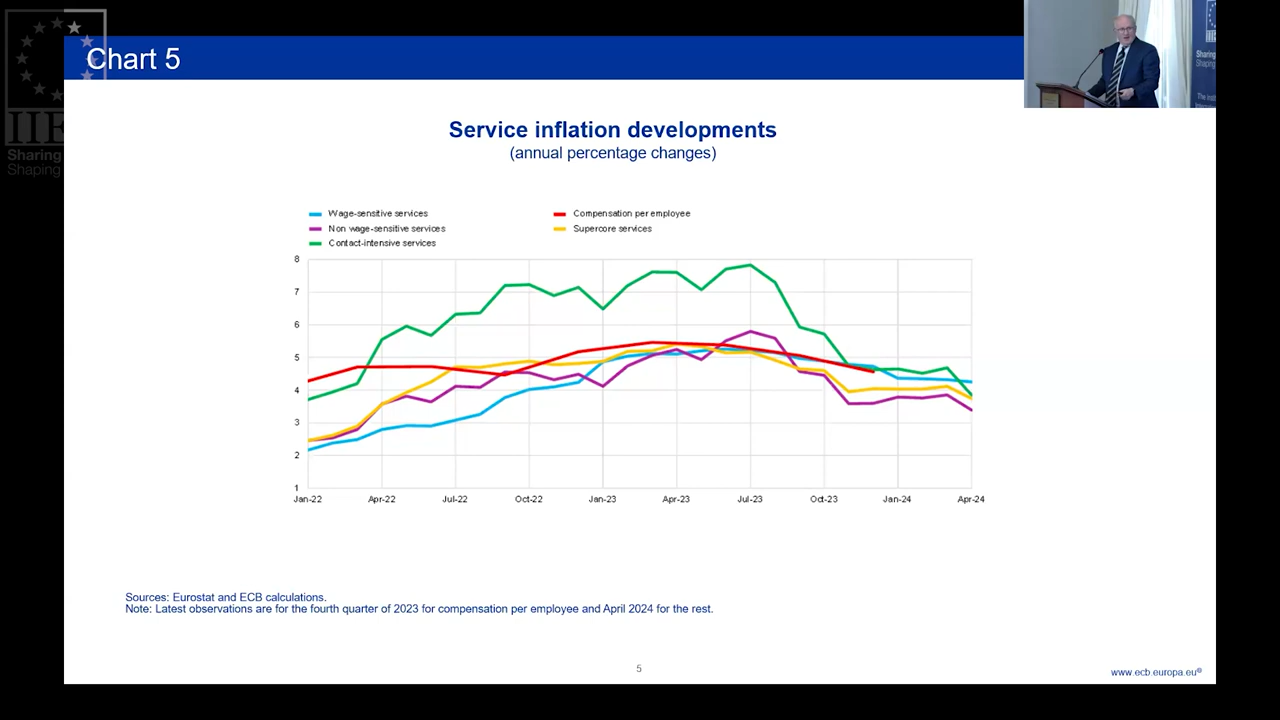 Chart 5
IIE
Sharing
Shaping
Sharing
Shaping
Service inflation developments
(annual percentage changes)
Wage-sensitive services
Compensation per employee
Non wage-sensitive services
Supercore services
Contact-intensive services
8
7
6
5
4
3
2
1
Jan-22 Apr-22 Jul-22 Oct-22 Jan-23 Apr-23 Jul-23 Oct-23 Jan-24 Apr-24
Sources: Eurostat and ECB calculations.
Note: Latest observations are for the fourth quarter of 2023 for compensation per employee and April 2024 for the rest.
5
www.ecb.europa.eu©